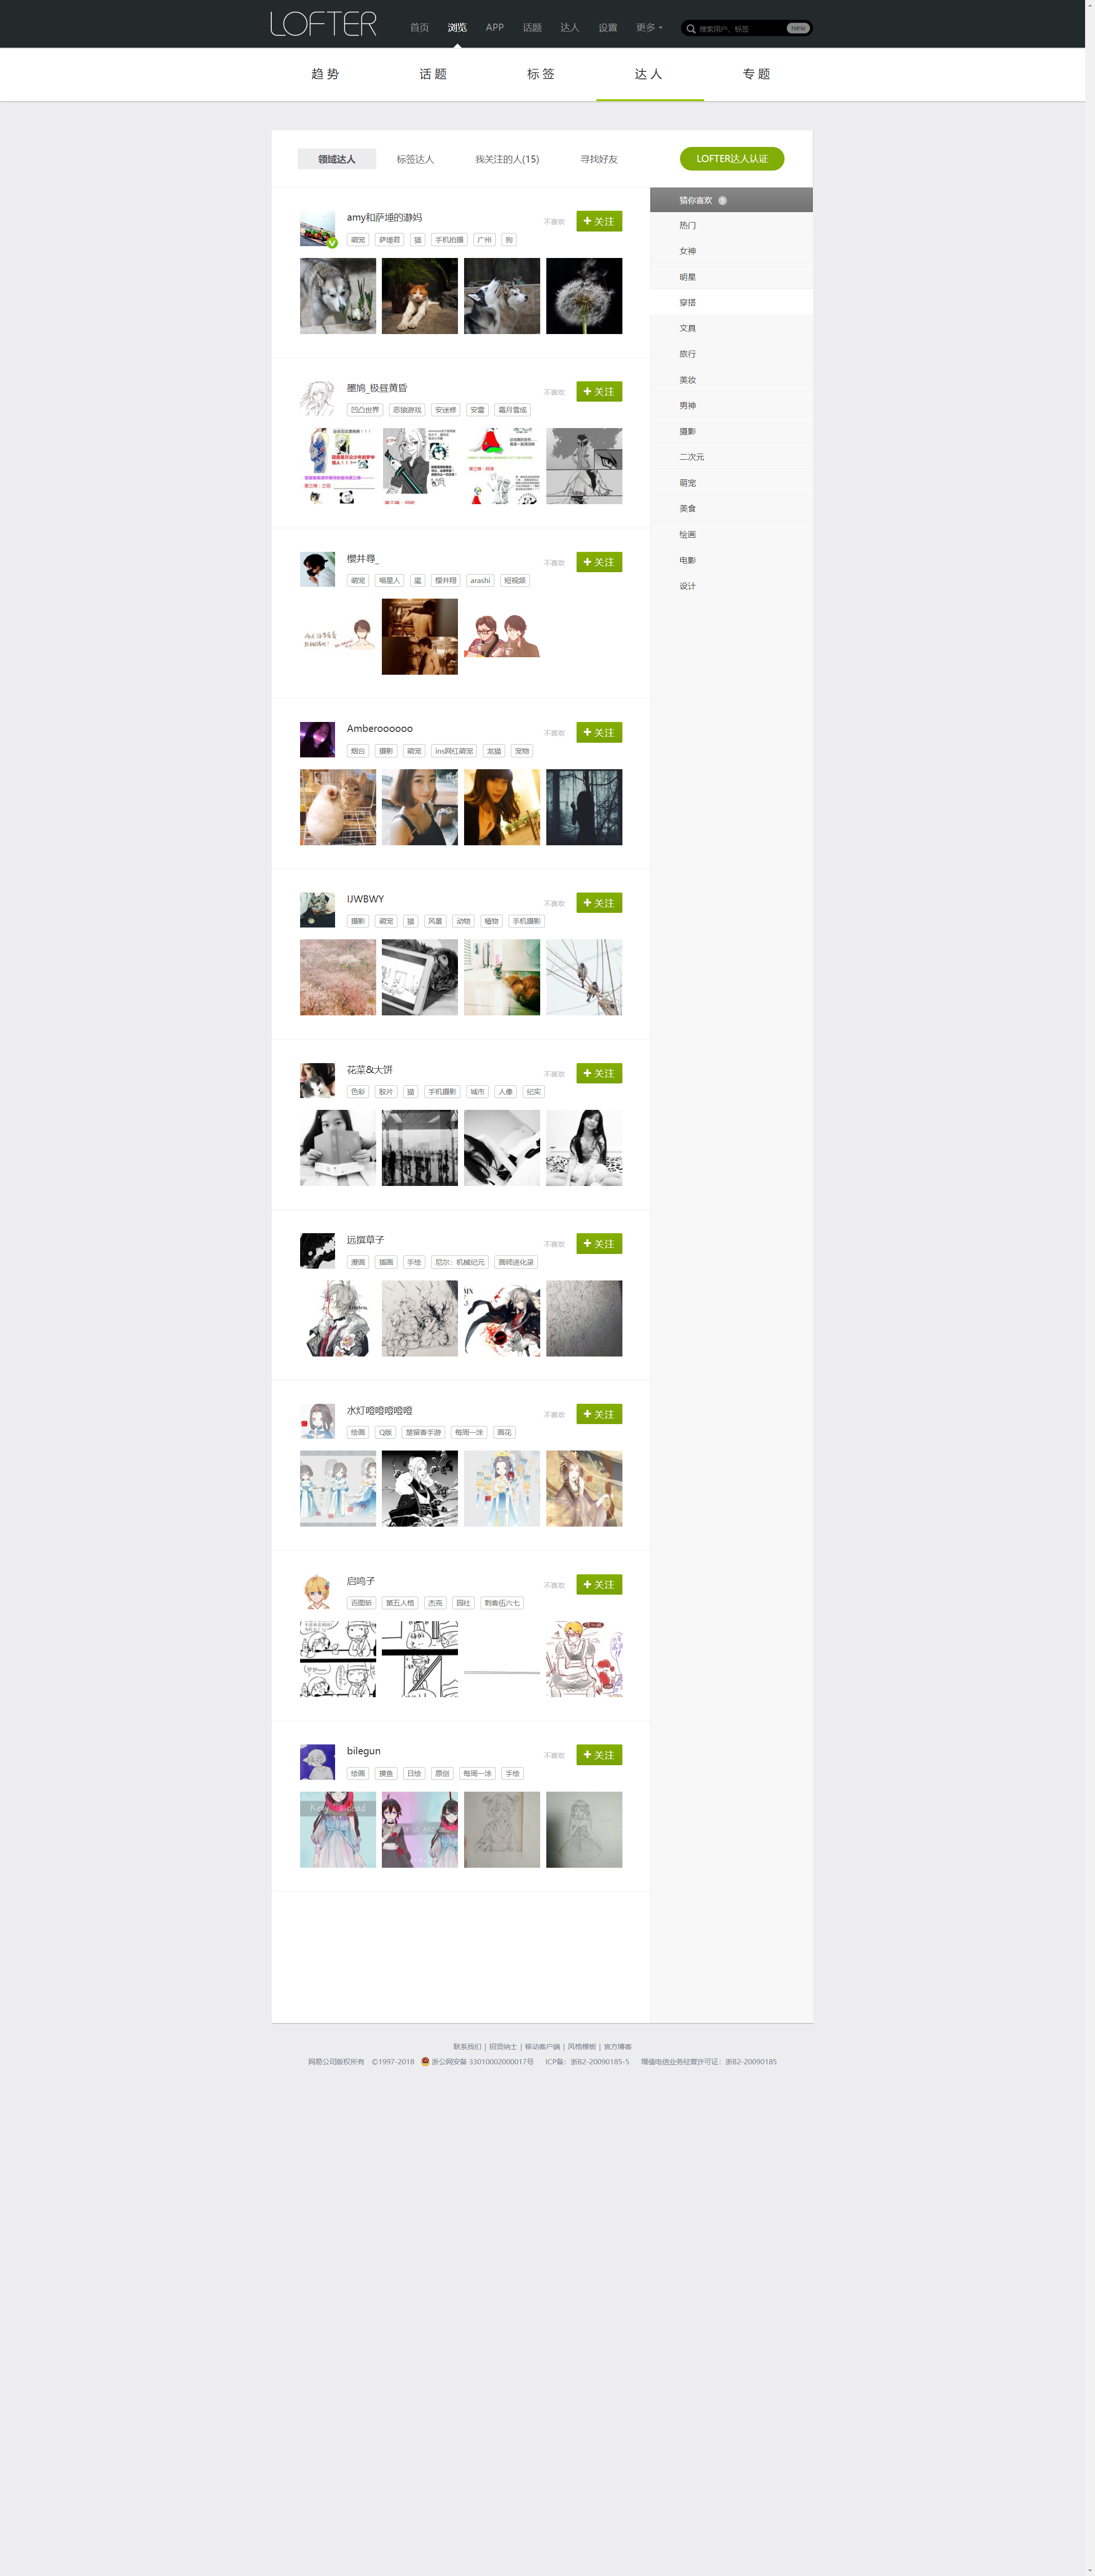 LOFTER
首页 浏览 APP 话题 达人 设置 更多 搜索用户、标签 new
趋势 话题 标签 达人 专题
领域达人 标签达人 我关注的人(15) 寻找好友 LOFTER达人认证
猜你喜欢 ?
热门
女神
明星
穿搭
文具
旅行
美妆
男神
摄影
二次元
萌宠
美食
绘画
电影
设计
amy和萨埵的瀞妈 不喜欢 关注
萌宠 萨埵君 猫 手机拍摄 广州 狗
墨鸠_极昼黄昏 不喜欢 关注
凹凸世界 恶狼游戏 安迷修 安雷 霜月雷成
樱井尋_ 不喜欢 关注
萌宠 喵星人 嵐 樱井翔 arashi 短视频
Amberoooooo 不喜欢 关注
烟台 摄影 萌宠 ins网红萌宠 龙猫 宠物
IJWBWY 不喜欢 关注
摄影 萌宠 猫 风景 动物 植物 手机摄影
花菜&大饼 不喜欢 关注
色彩 胶片 猫 手机摄影 城市 人像 纪实
远撰草子 不喜欢 关注
漫画 插画 手绘 尼尔：机械纪元 画师进化录
水灯噔噔噔噔噔 不喜欢 关注
绘画 Q版 楚留香手游 每周一涂 画花
启鸣子 不喜欢 关注
百面斩 第五人格 杰克 园社 刺客伍六七
bilegun 不喜欢 关注
绘画 摸鱼 日绘 原创 每周一涂 手绘
联系我们 | 招贤纳士 | 移动客户端 | 风格模板 | 官方博客
网易公司版权所有 ©1997-2018 浙公网安备 33010002000017号 ICP备：浙B2-20090185-5 增值电信业务经营许可证：浙B2-20090185